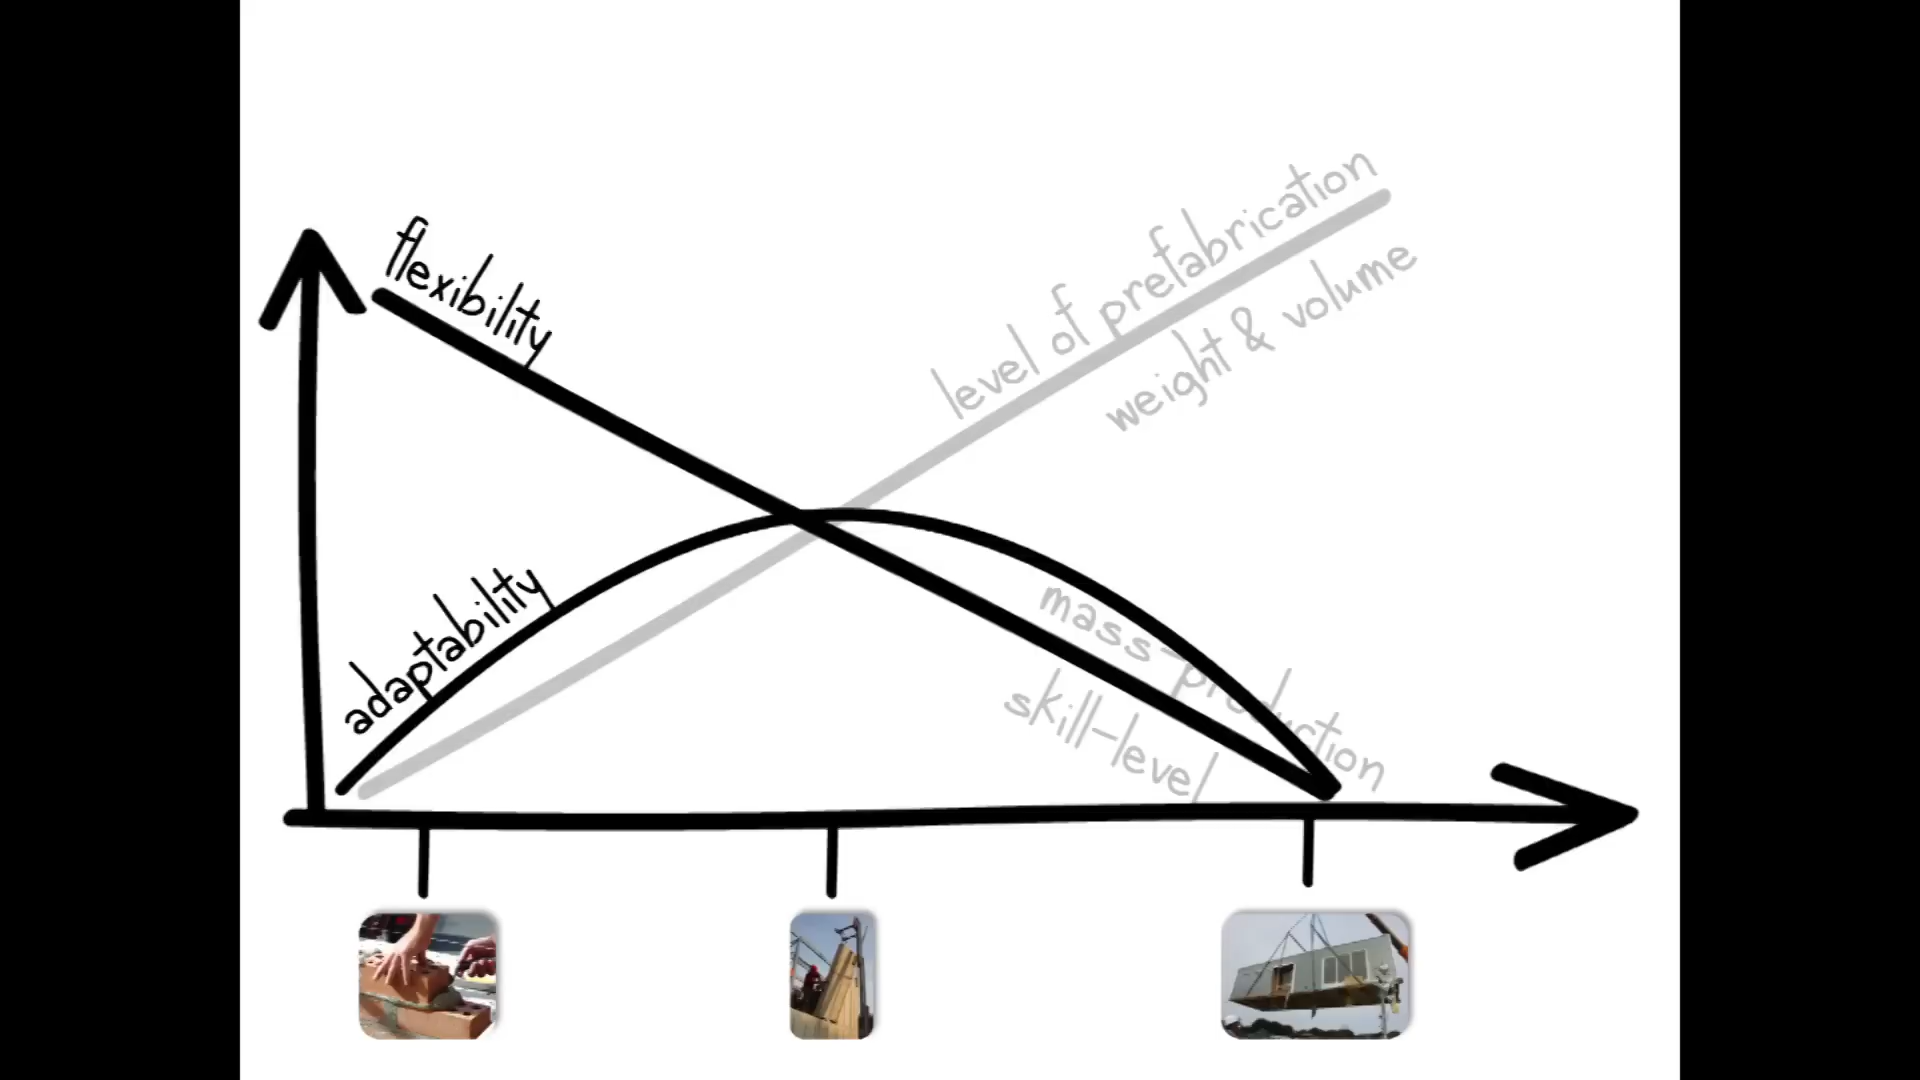 flexibility
level of prefabrication
weight & volume
adaptability
mass-production
skill-level